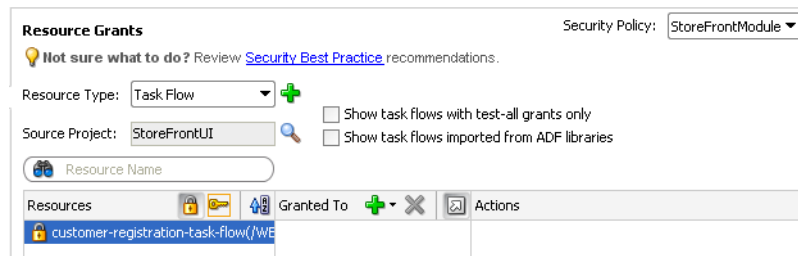 Resource Grants
Security Policy: StoreFrontModule
Not sure what to do? Review Security Best Practice recommendations.
Resource Type: Task Flow
Show task flows with test-all grants only
Source Project: StoreFrontUI
Show task flows imported from ADF libraries
Resource Name
Resources Granted To Actions
customer-registration-task-flow(/WE